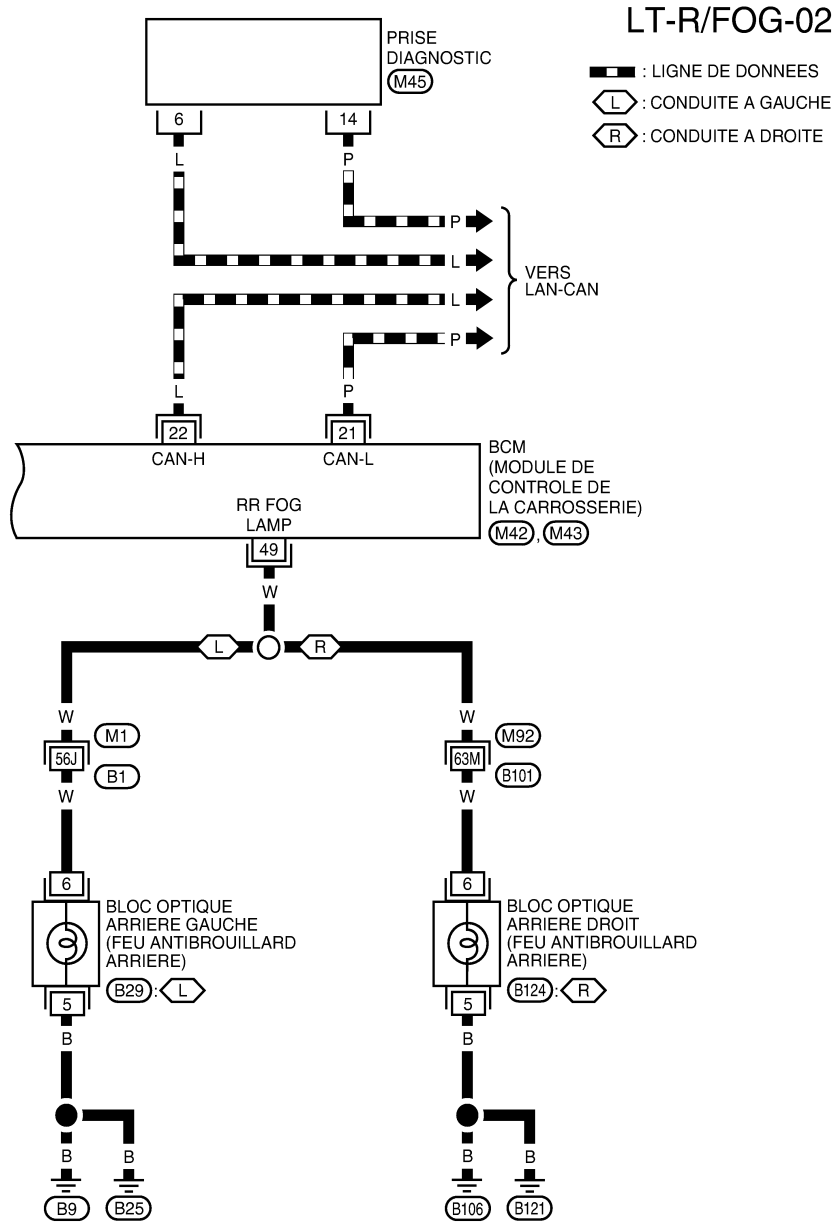 LT-R/FOG-02
PRISE
DIAGNOSTIC
M45
: LIGNE DE DONNEES
L : CONDUITE A GAUCHE
R : CONDUITE A DROITE
6 14
L P
P
L
L
P
VERS
LAN-CAN
L P
22 21
CAN-H CAN-L
BCM
(MODULE DE
CONTROLE DE
LA CARROSSERIE)
M42 , M43
RR FOG
LAMP
49
W
L R
W W
M1 M92
56J 63M
B1 B101
W W
6 6
BLOC OPTIQUE
ARRIERE GAUCHE
(FEU ANTIBROUILLARD
ARRIERE)
B29 : L
BLOC OPTIQUE
ARRIERE DROIT
(FEU ANTIBROUILLARD
ARRIERE)
B124 : R
5 5
B B
B B B B
B9 B25 B106 B121